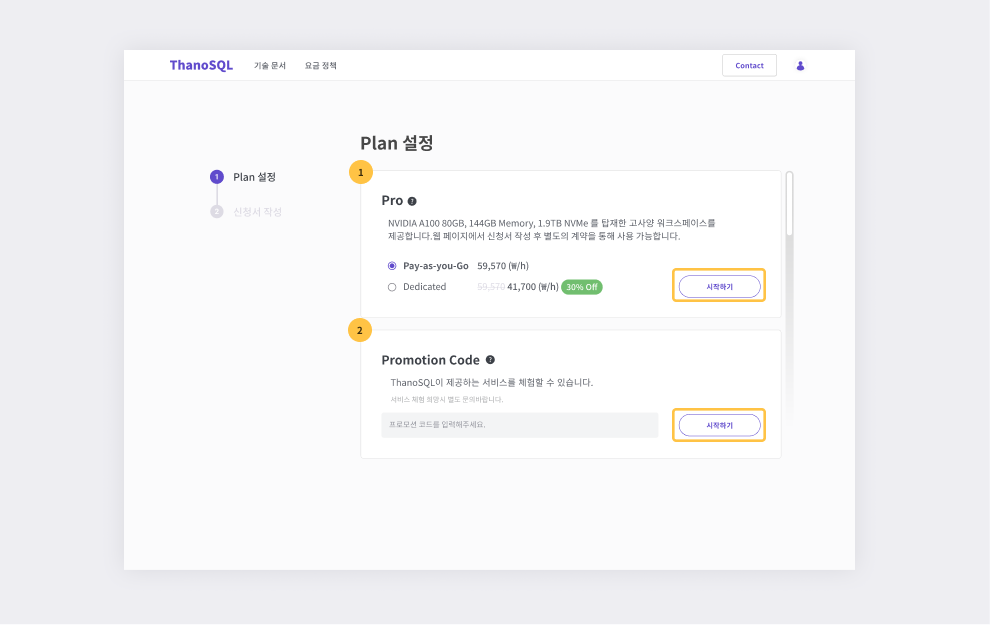 ThanoSQL 기술 문서 요금 정책 Contact
Plan 설정
1 Plan 설정
2 신청서 작성
1
Pro ?
NVIDIA A100 80GB, 144GB Memory, 1.9TB NVMe 를 탑재한 고사양 워크스페이스를
제공합니다.웹 페이지에서 신청서 작성 후 별도의 계약을 통해 사용 가능합니다.
Pay-as-you-Go 59,570 (₩/h)
Dedicated 59,570 41,700 (₩/h) 30% Off
시작하기
2
Promotion Code ?
ThanoSQL이 제공하는 서비스를 체험할 수 있습니다.
서비스 체험 희망시 별도 문의바랍니다.
프로모션 코드를 입력해주세요.
시작하기